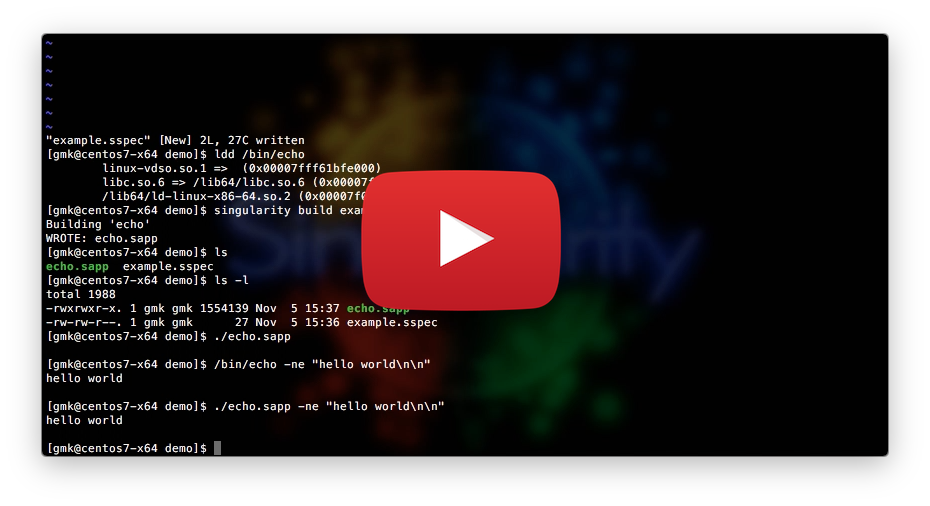 ~
~
~
~
~
~
~
"example.sspec" [New] 2L, 27C written
[gmk@centos7-x64 demo]$ ldd /bin/echo
linux-vdso.so.1 => (0x00007fff61bfe000)
libc.so.6 => /lib64/libc.so.6
/lib64/ld-linux-x86-64.so.2
[gmk@centos7-x64 demo]$ singularity build
Building 'echo'
WROTE: echo.sapp
[gmk@centos7-x64 demo]$ ls
echo.sapp example.sspec
[gmk@centos7-x64 demo]$ ls -l
total 1988
-rwxrwxr-x. 1 gmk gmk 1554139 Nov 5 15:37 echo.sapp
-rw-rw-r--. 1 gmk gmk 27 Nov 5 15:36 example.sspec
[gmk@centos7-x64 demo]$ ./echo.sapp
[gmk@centos7-x64 demo]$ /bin/echo -ne "hello world\n\n"
hello world
[gmk@centos7-x64 demo]$ ./echo.sapp -ne "hello world\n\n"
hello world
[gmk@centos7-x64 demo]$